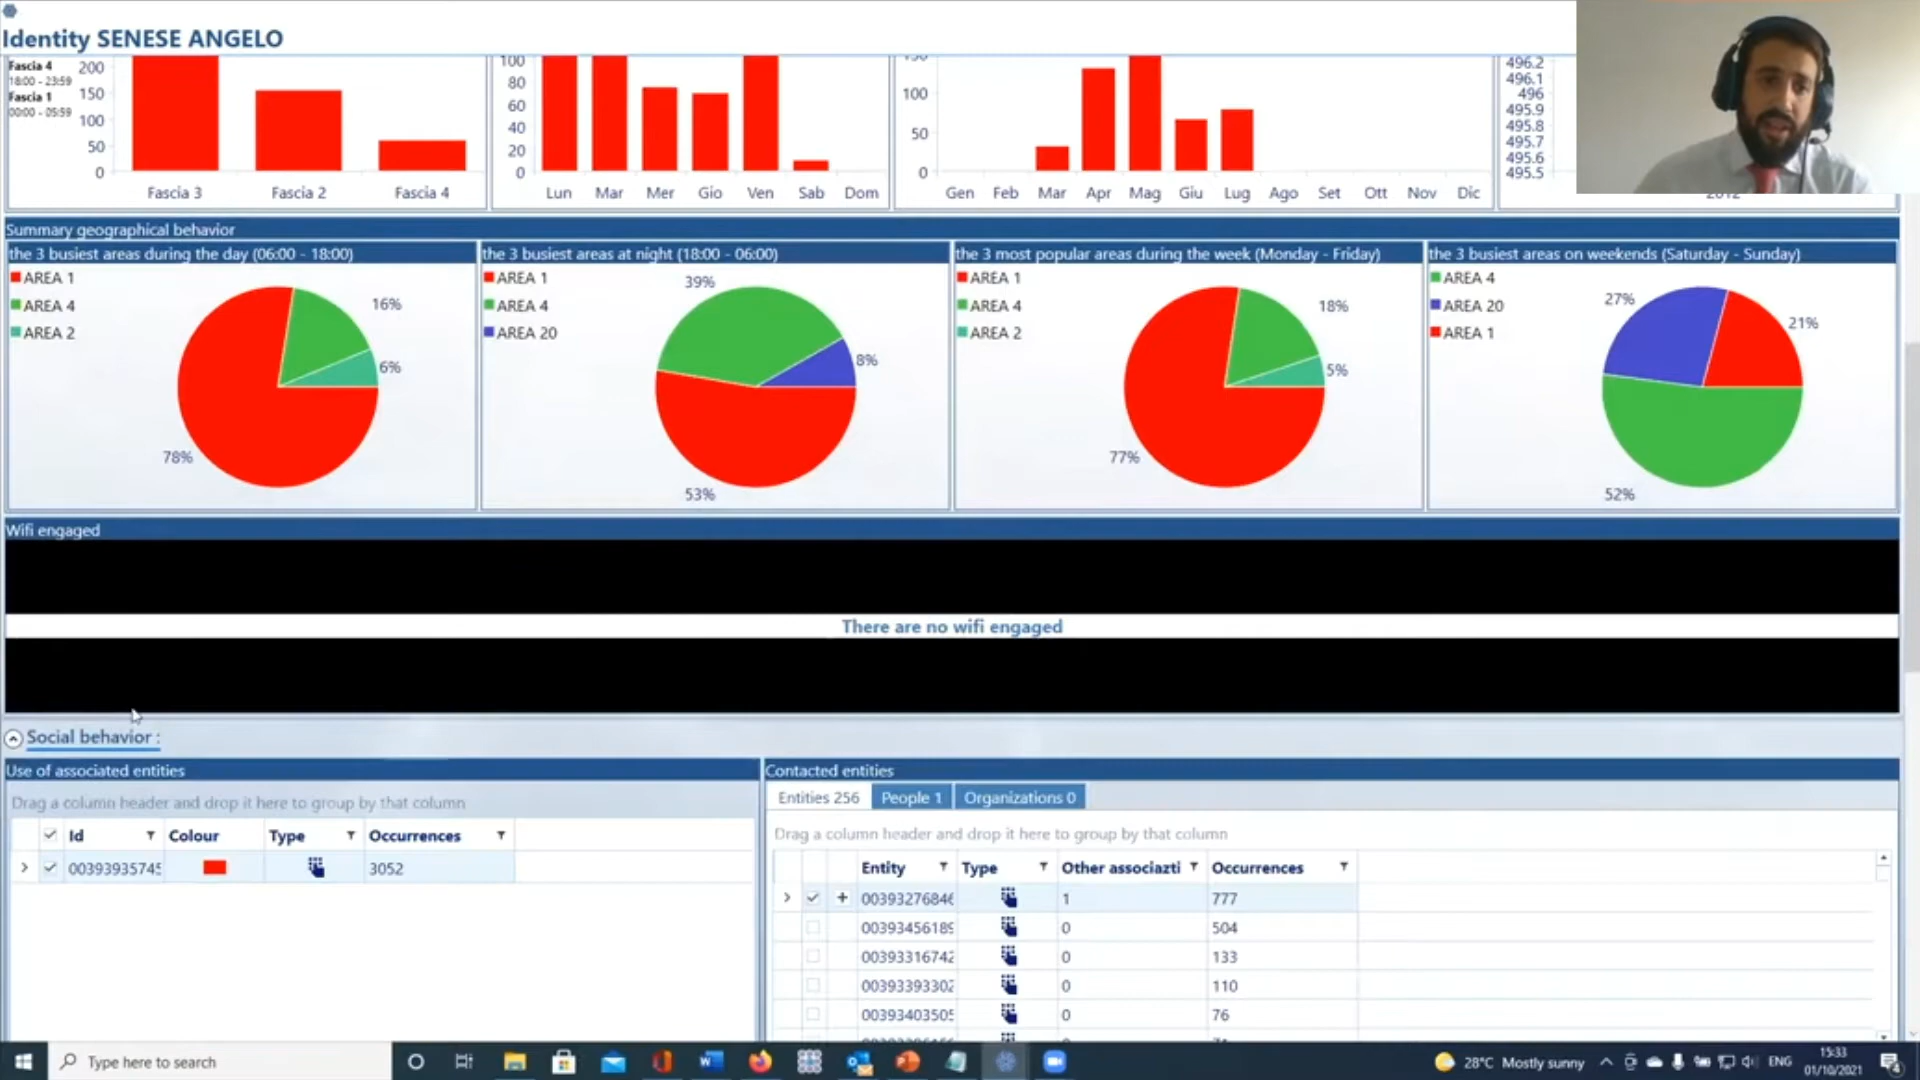 Identity SENESE ANGELO
Fascia 4
18:00 - 23:59
Fascia 1
00:00 - 05:59
200
150
100
50
0
Fascia 3 Fascia 2 Fascia 4
100
80
60
40
20
0
Lun Mar Mer Gio Ven Sab Dom
100
50
0
Gen Feb Mar Apr Mag Giu Lug Ago Set Ott Nov Dic
496.2
496.1
496
495.9
495.8
495.7
495.6
495.5
Summary geographical behavior
the 3 busiest areas during the day (06:00 - 18:00)
AREA 1
AREA 4
AREA 2
16%
6%
78%
the 3 busiest areas at night (18:00 - 06:00)
AREA 1
AREA 4
AREA 20
39%
8%
53%
the 3 most popular areas during the week (Monday - Friday)
AREA 1
AREA 4
AREA 2
18%
5%
77%
the 3 busiest areas on weekends (Saturday - Sunday)
AREA 4
AREA 20
AREA 1
27%
21%
52%
Wifi engaged
There are no wifi engaged
Social behavior :
Use of associated entities
Drag a column header and drop it here to group by that column
Id Colour Type Occurrences
00393935745 3052
Contacted entities
Entities 256 People 1 Organizations 0
Drag a column header and drop it here to group by that column
Entity Type Other associazti Occurrences
00393276846 1 777
00393456189 0 504
00393316742 0 133
00393393302 0 110
00393403505 0 76
Type here to search
28°C Mostly sunny
ENG
15:33
01/10/2021